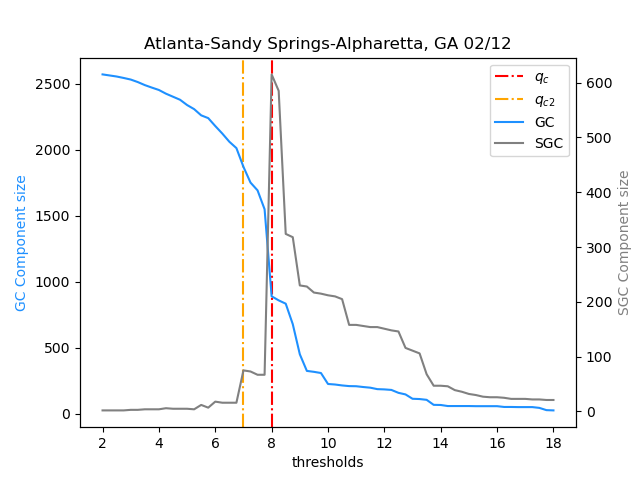 Atlanta-Sandy Springs-Alpharetta, GA 02/12
q_c
q_c2
GC
SGC
GC Component size
2500
2000
1500
1000
500
0
600
500
400
300
200
100
0
SGC Component size
2 4 6 8 10 12 14 16 18
thresholds